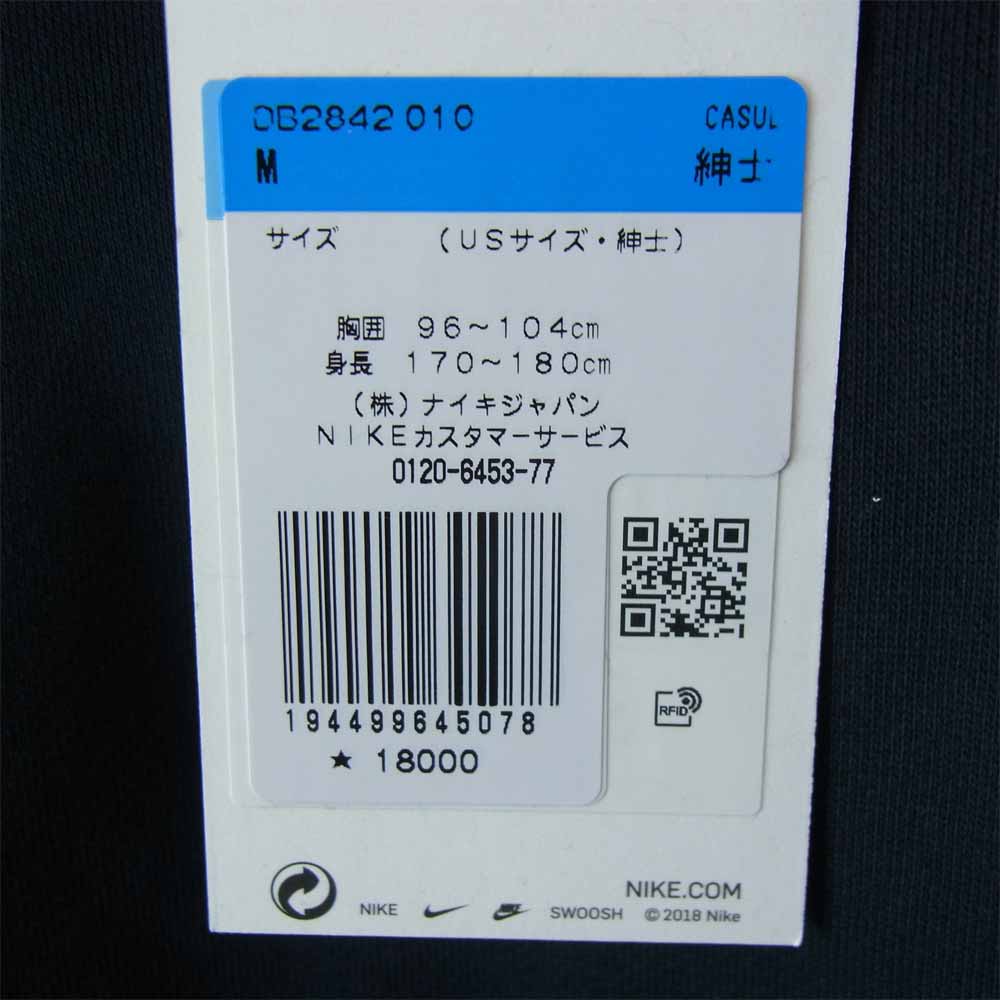 DB2842 010 CASUL
M 紳士
サイズ （USサイズ・紳士）
胸囲 96～104cm
身長 170～180cm
（株）ナイキジャパン
NIKEカスタマーサービス
0120-6453-77
194499645078
★ 18000
RFID
NIKE.COM
NIKE SWOOSH © 2018 Nike